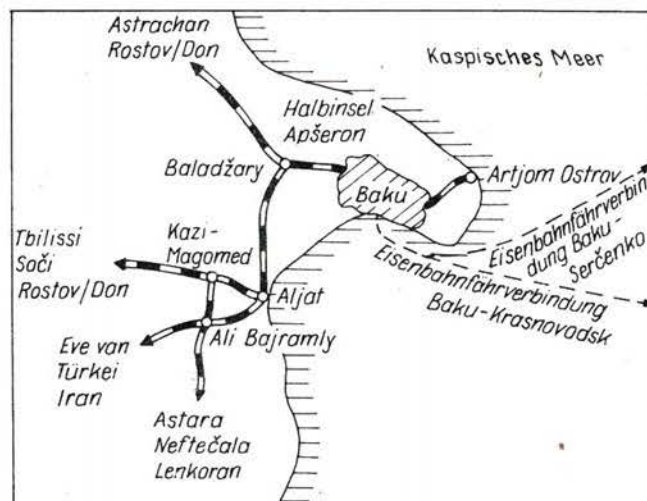 Astrachan
Rostov/Don
Kaspisches Meer
Halbinsel
Apšeron
Baladžary
Baku
Artjom Ostrov
Kazi-
Magomed
Tbilissi
Soči
Rostov/Don
Eisenbahnfährverbin
dung Baku-
Serčenko
Eisenbahnfährverbindung
Baku-Krasnovodsk
Aljat
Ali Bajramly
Eve van
Türkei
Iran
Astara
Neftečala
Lenkoran